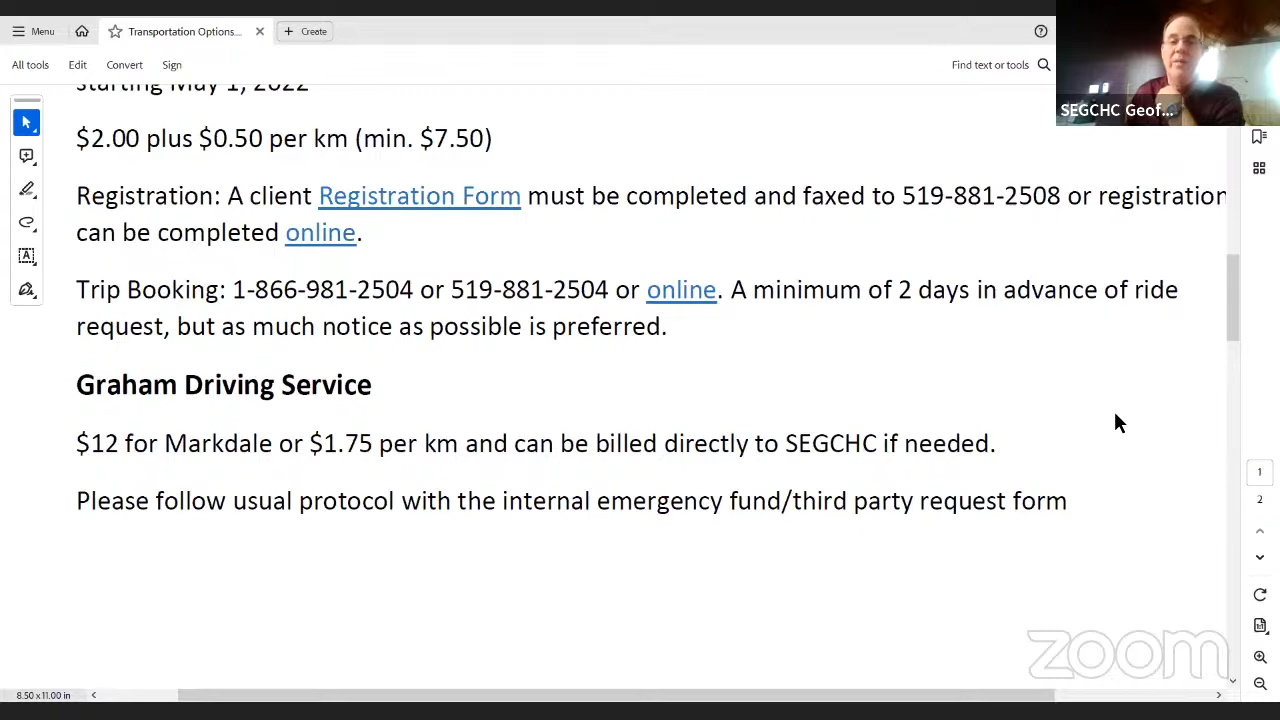 Menu
Transportation Options...
Create
All tools
Edit
Convert
Sign
Find text or tools
SEGCHC Geof...
starting May 1, 2022
$2.00 plus $0.50 per km (min. $7.50)
Registration: A client Registration Form must be completed and faxed to 519-881-2508 or registration
can be completed online.
Trip Booking: 1-866-981-2504 or 519-881-2504 or online. A minimum of 2 days in advance of ride
request, but as much notice as possible is preferred.
Graham Driving Service
$12 for Markdale or $1.75 per km and can be billed directly to SEGCHC if needed.
Please follow usual protocol with the internal emergency fund/third party request form
1
2
zoom
8.50 x 11.00 in